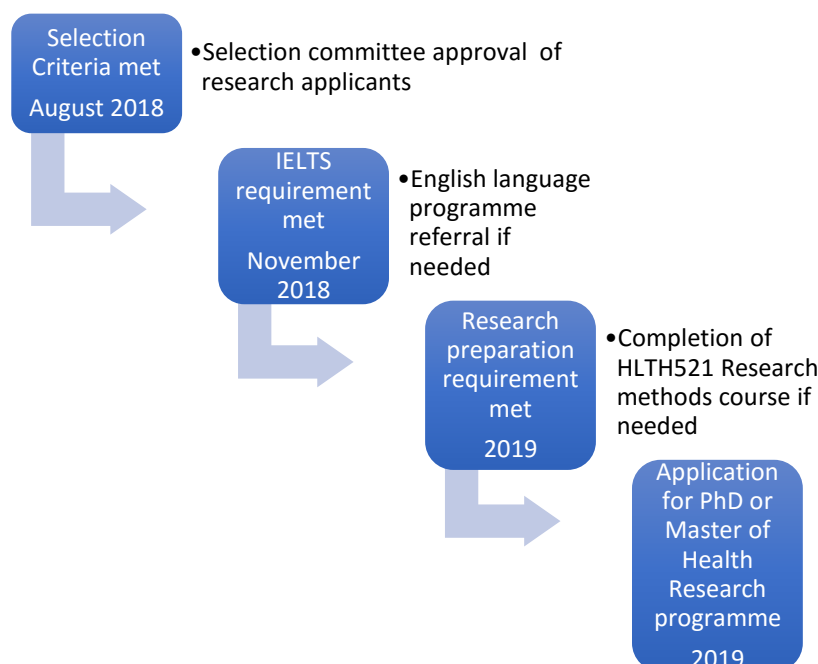 Selection
Criteria met
August 2018
•Selection committee approval of
research applicants
IELTS
requirement
met
November
2018
•English language
programme
referral if
needed
Research
preparation
requirement
met
2019
•Completion of
HLTH521 Research
methods course if
needed
Application
for PhD or
Master of
Health
Research
programme
2019